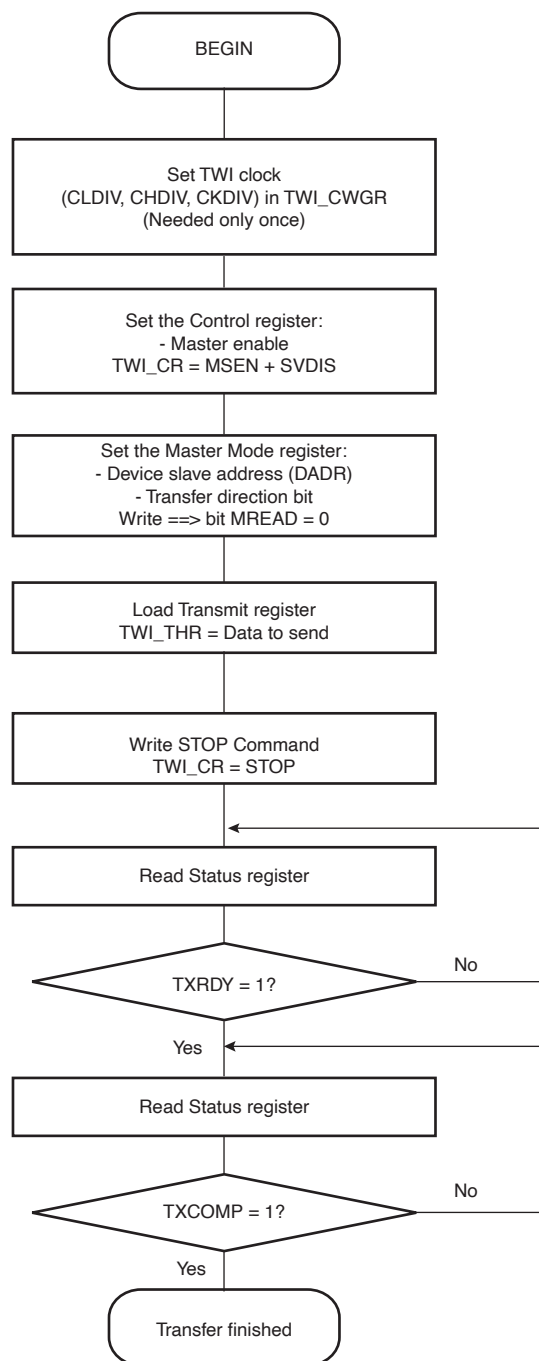 BEGIN
Set TWI clock
(CLDIV, CHDIV, CKDIV) in TWI_CWGR
(Needed only once)
Set the Control register:
- Master enable
TWI_CR = MSEN + SVDIS
Set the Master Mode register:
- Device slave address (DADR)
- Transfer direction bit
Write ==> bit MREAD = 0
Load Transmit register
TWI_THR = Data to send
Write STOP Command
TWI_CR = STOP
Read Status register
No
TXRDY = 1?
Yes
Read Status register
No
TXCOMP = 1?
Yes
Transfer finished